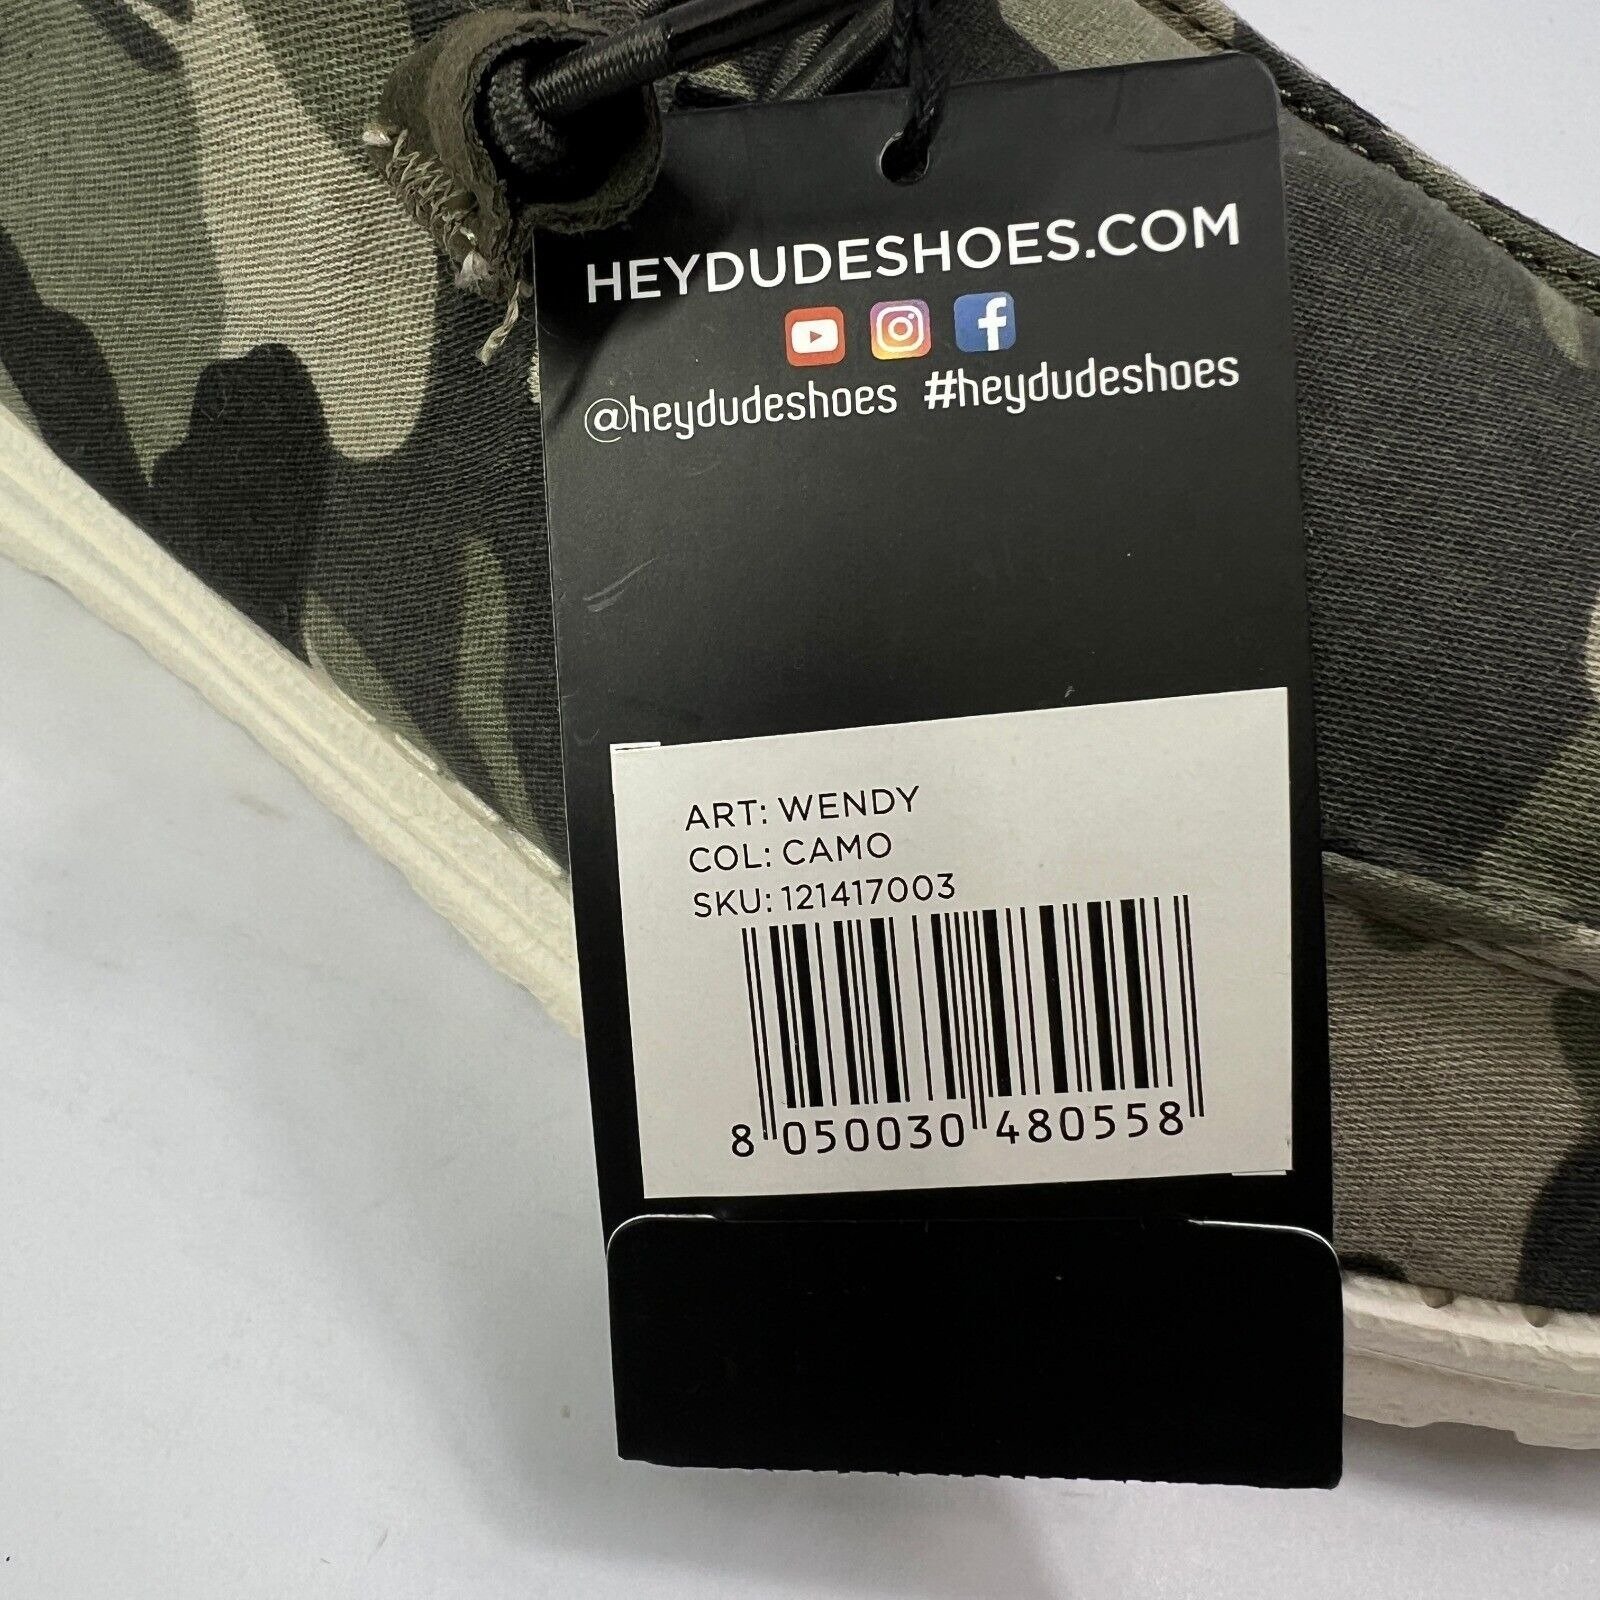 HEYDUDESHOES.COM
@heydudeshoes #heydudeshoes
ART: WENDY
COL: CAMO
SKU: 121417003
8 050030 480558